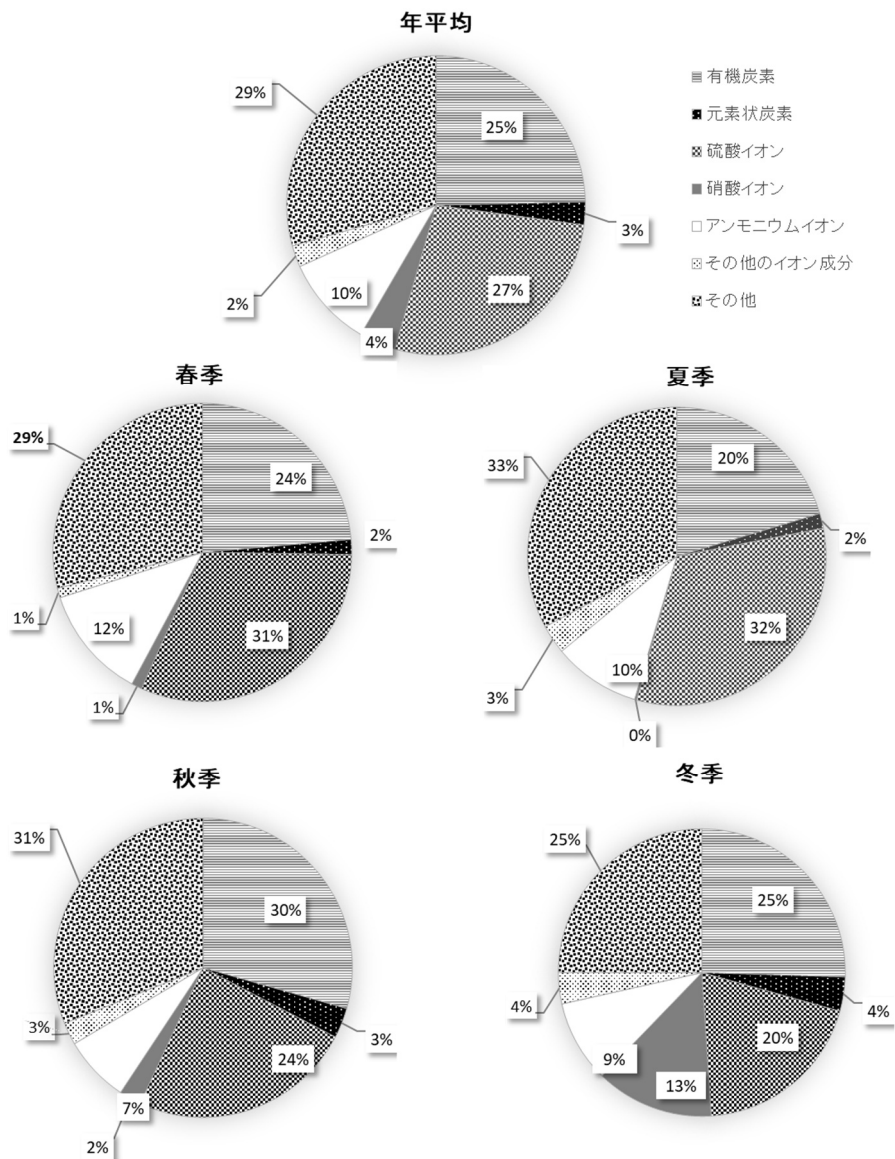 年平均
29%
25%
3%
27%
4%
10%
2%
有機炭素
元素状炭素
硫酸イオン
硝酸イオン
アンモニウムイオン
その他のイオン成分
その他
春季
29%
24%
2%
31%
1%
12%
1%
夏季
33%
20%
2%
32%
0%
10%
3%
秋季
31%
30%
3%
24%
7%
2%
3%
冬季
25%
25%
4%
20%
13%
9%
4%